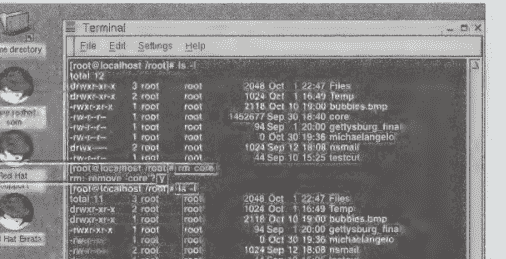 Terminal
File Edit Settings Help
me directory
[root@localhost /root]# ls -l
total 12
drwxr-xr-x 3 root root 2048 Oct 1 22:47 Files
drwxr-xr-x 2 root root 1024 Oct 1 16:49 Temp
-rwxr-xr-x 1 root root 2118 Oct 10 19:00 bubbles.bmp
-rw-r--r-- 1 root root 1452677 Sep 30 18:40 core
-rw-r--r-- 1 root root 94 Sep 1 20:00 gettysburg_final
-rw-r--r-- 1 root root 0 Oct 30 19:36 michaelangelo
drwx------ 2 root root 1024 Sep 12 18:08 nsmail
-rw-r--r-- 1 root root 44 Sep 10 15:25 testcut
[root@localhost /root]# rm core
rm: remove `core'? y
[root@localhost /root]# ls -l
total 11
drwxr-xr-x 3 root root 2048 Oct 1 22:47 Files
drwxr-xr-x 2 root root 1024 Oct 1 16:49 Temp
-rwxr-xr-x 1 root root 2118 Oct 10 19:00 bubbles.bmp
-rwxr-xr-x 1 root root 94 Sep 1 20:00 gettysburg_final
-rw-r--r-- 1 root root 0 Oct 30 19:36 michaelangelo
1 root root 1024 Sep 12 18:08 nsmail
Red Hat
Support
Hat Errata